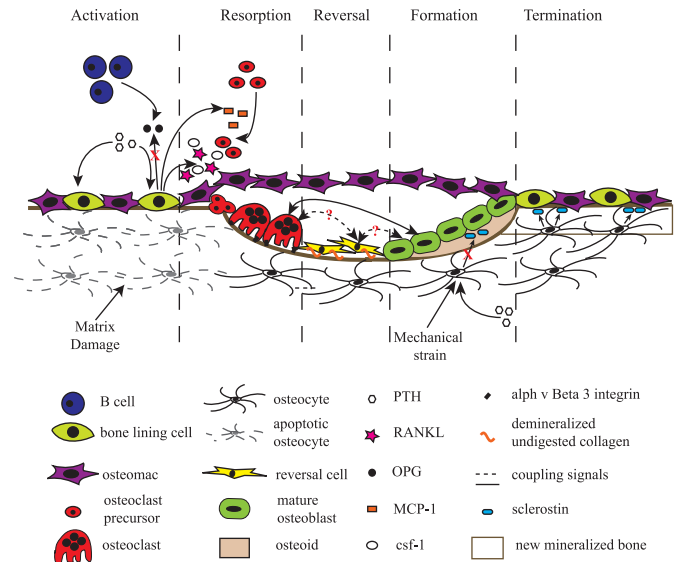 Activation
Resorption
Reversal
Formation
Termination
X
?
?
X
Matrix
Damage
Mechanical
strain
B cell
bone lining cell
osteomac
osteoclast
precursor
osteoclast
osteocyte
apoptotic
osteocyte
reversal cell
mature
osteoblast
osteoid
PTH
RANKL
OPG
MCP-1
csf-1
alph v Beta 3 integrin
demineralized
undigested collagen
coupling signals
sclerostin
new mineralized bone